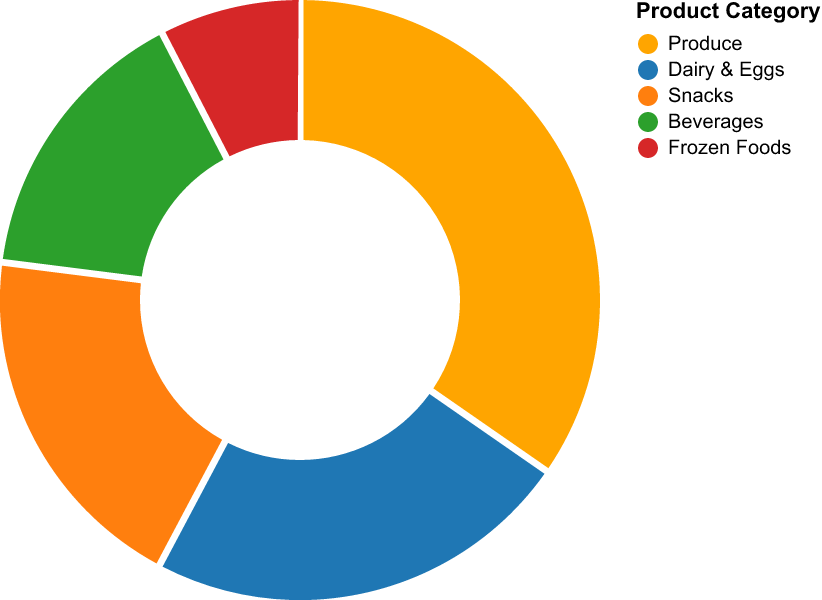 Product Category
Produce
Dairy & Eggs
Snacks
Beverages
Frozen Foods